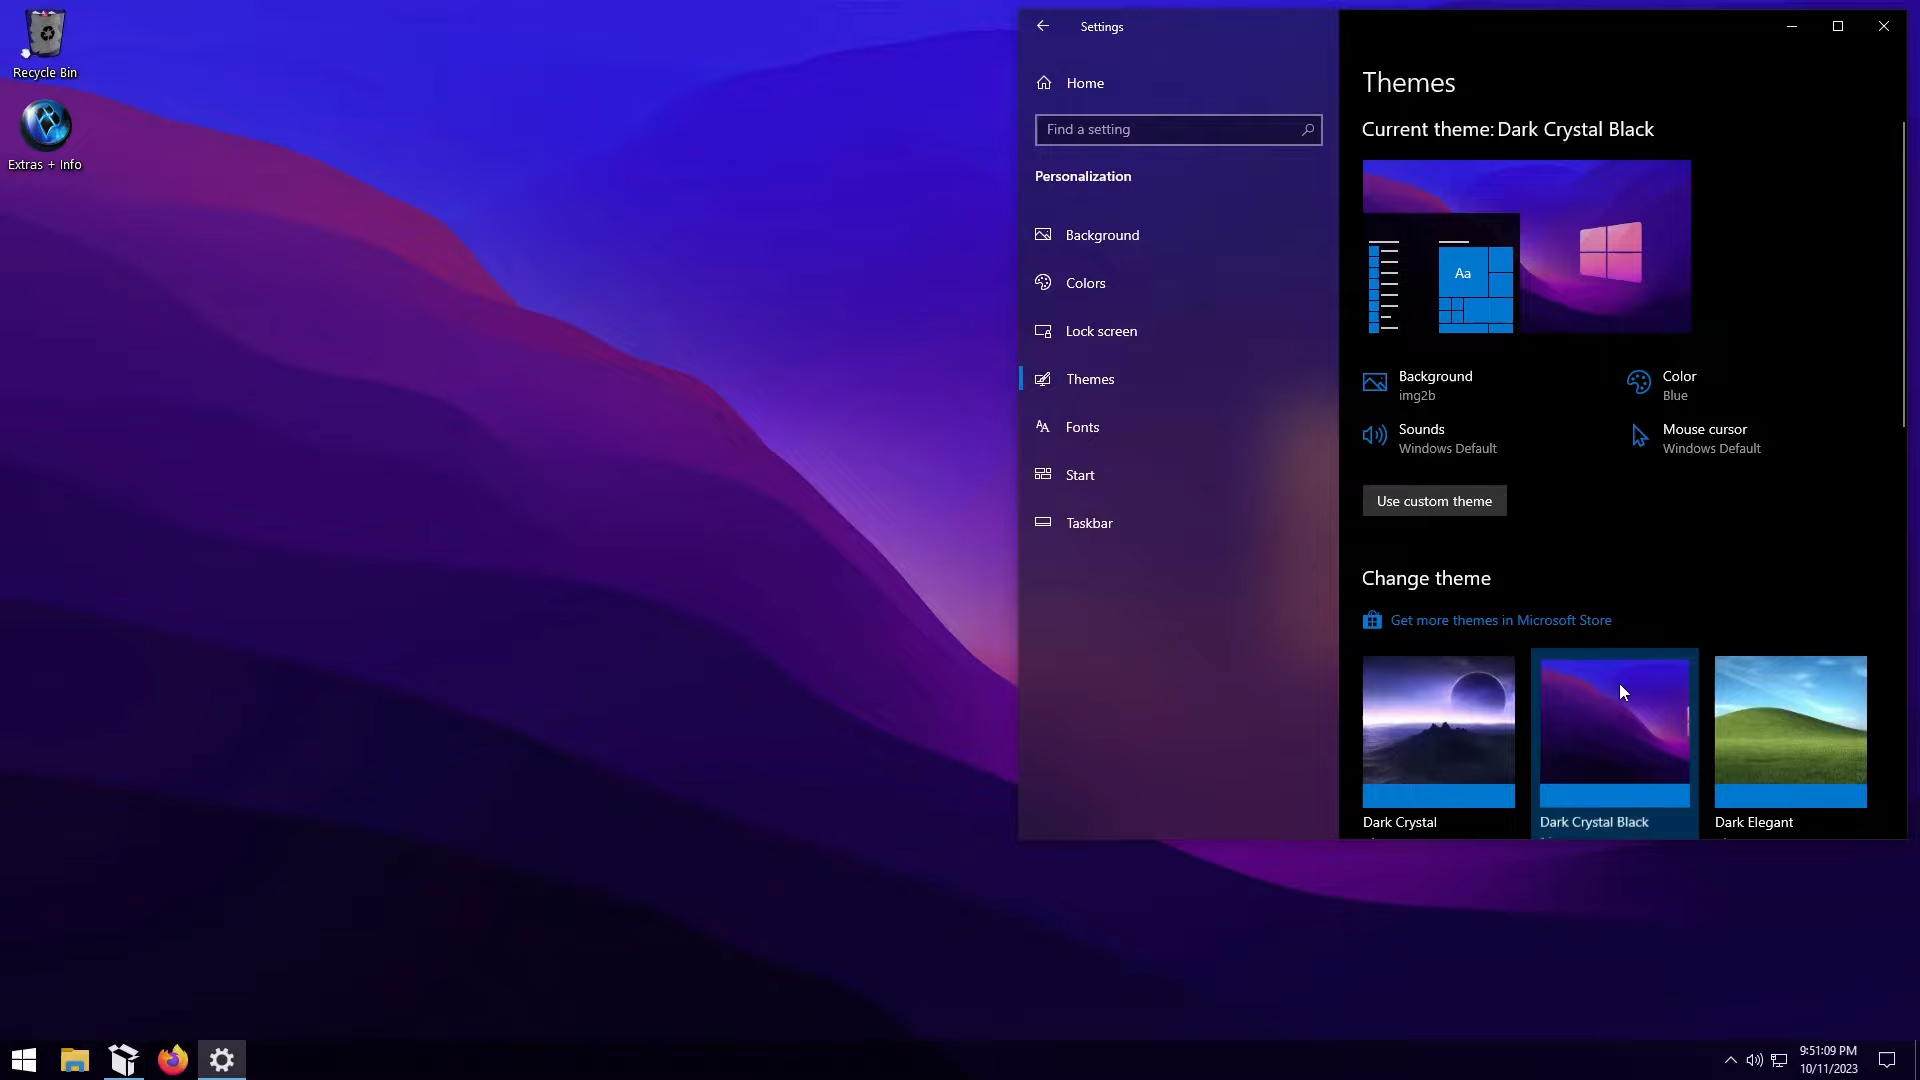 Recycle Bin
Extras + Info
Settings
Home
Find a setting
Personalization
Background
Colors
Lock screen
Themes
Fonts
Start
Taskbar
Themes
Current theme: Dark Crystal Black
Aa
Background
img2b
Color
Blue
Sounds
Windows Default
Mouse cursor
Windows Default
Use custom theme
Change theme
Get more themes in Microsoft Store
Dark Crystal
Dark Crystal Black
Dark Elegant
9:51:09 PM
10/11/2023